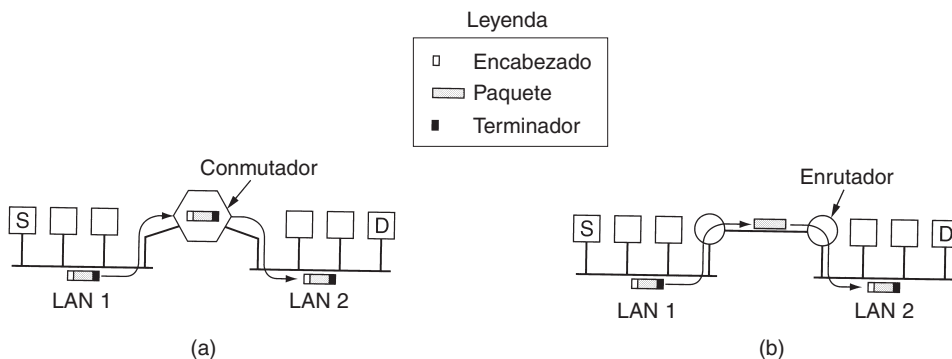 Leyenda
Encabezado
Paquete
Terminador
Conmutador
S
D
LAN 1
LAN 2
(a)
Enrutador
S
D
LAN 1
LAN 2
(b)